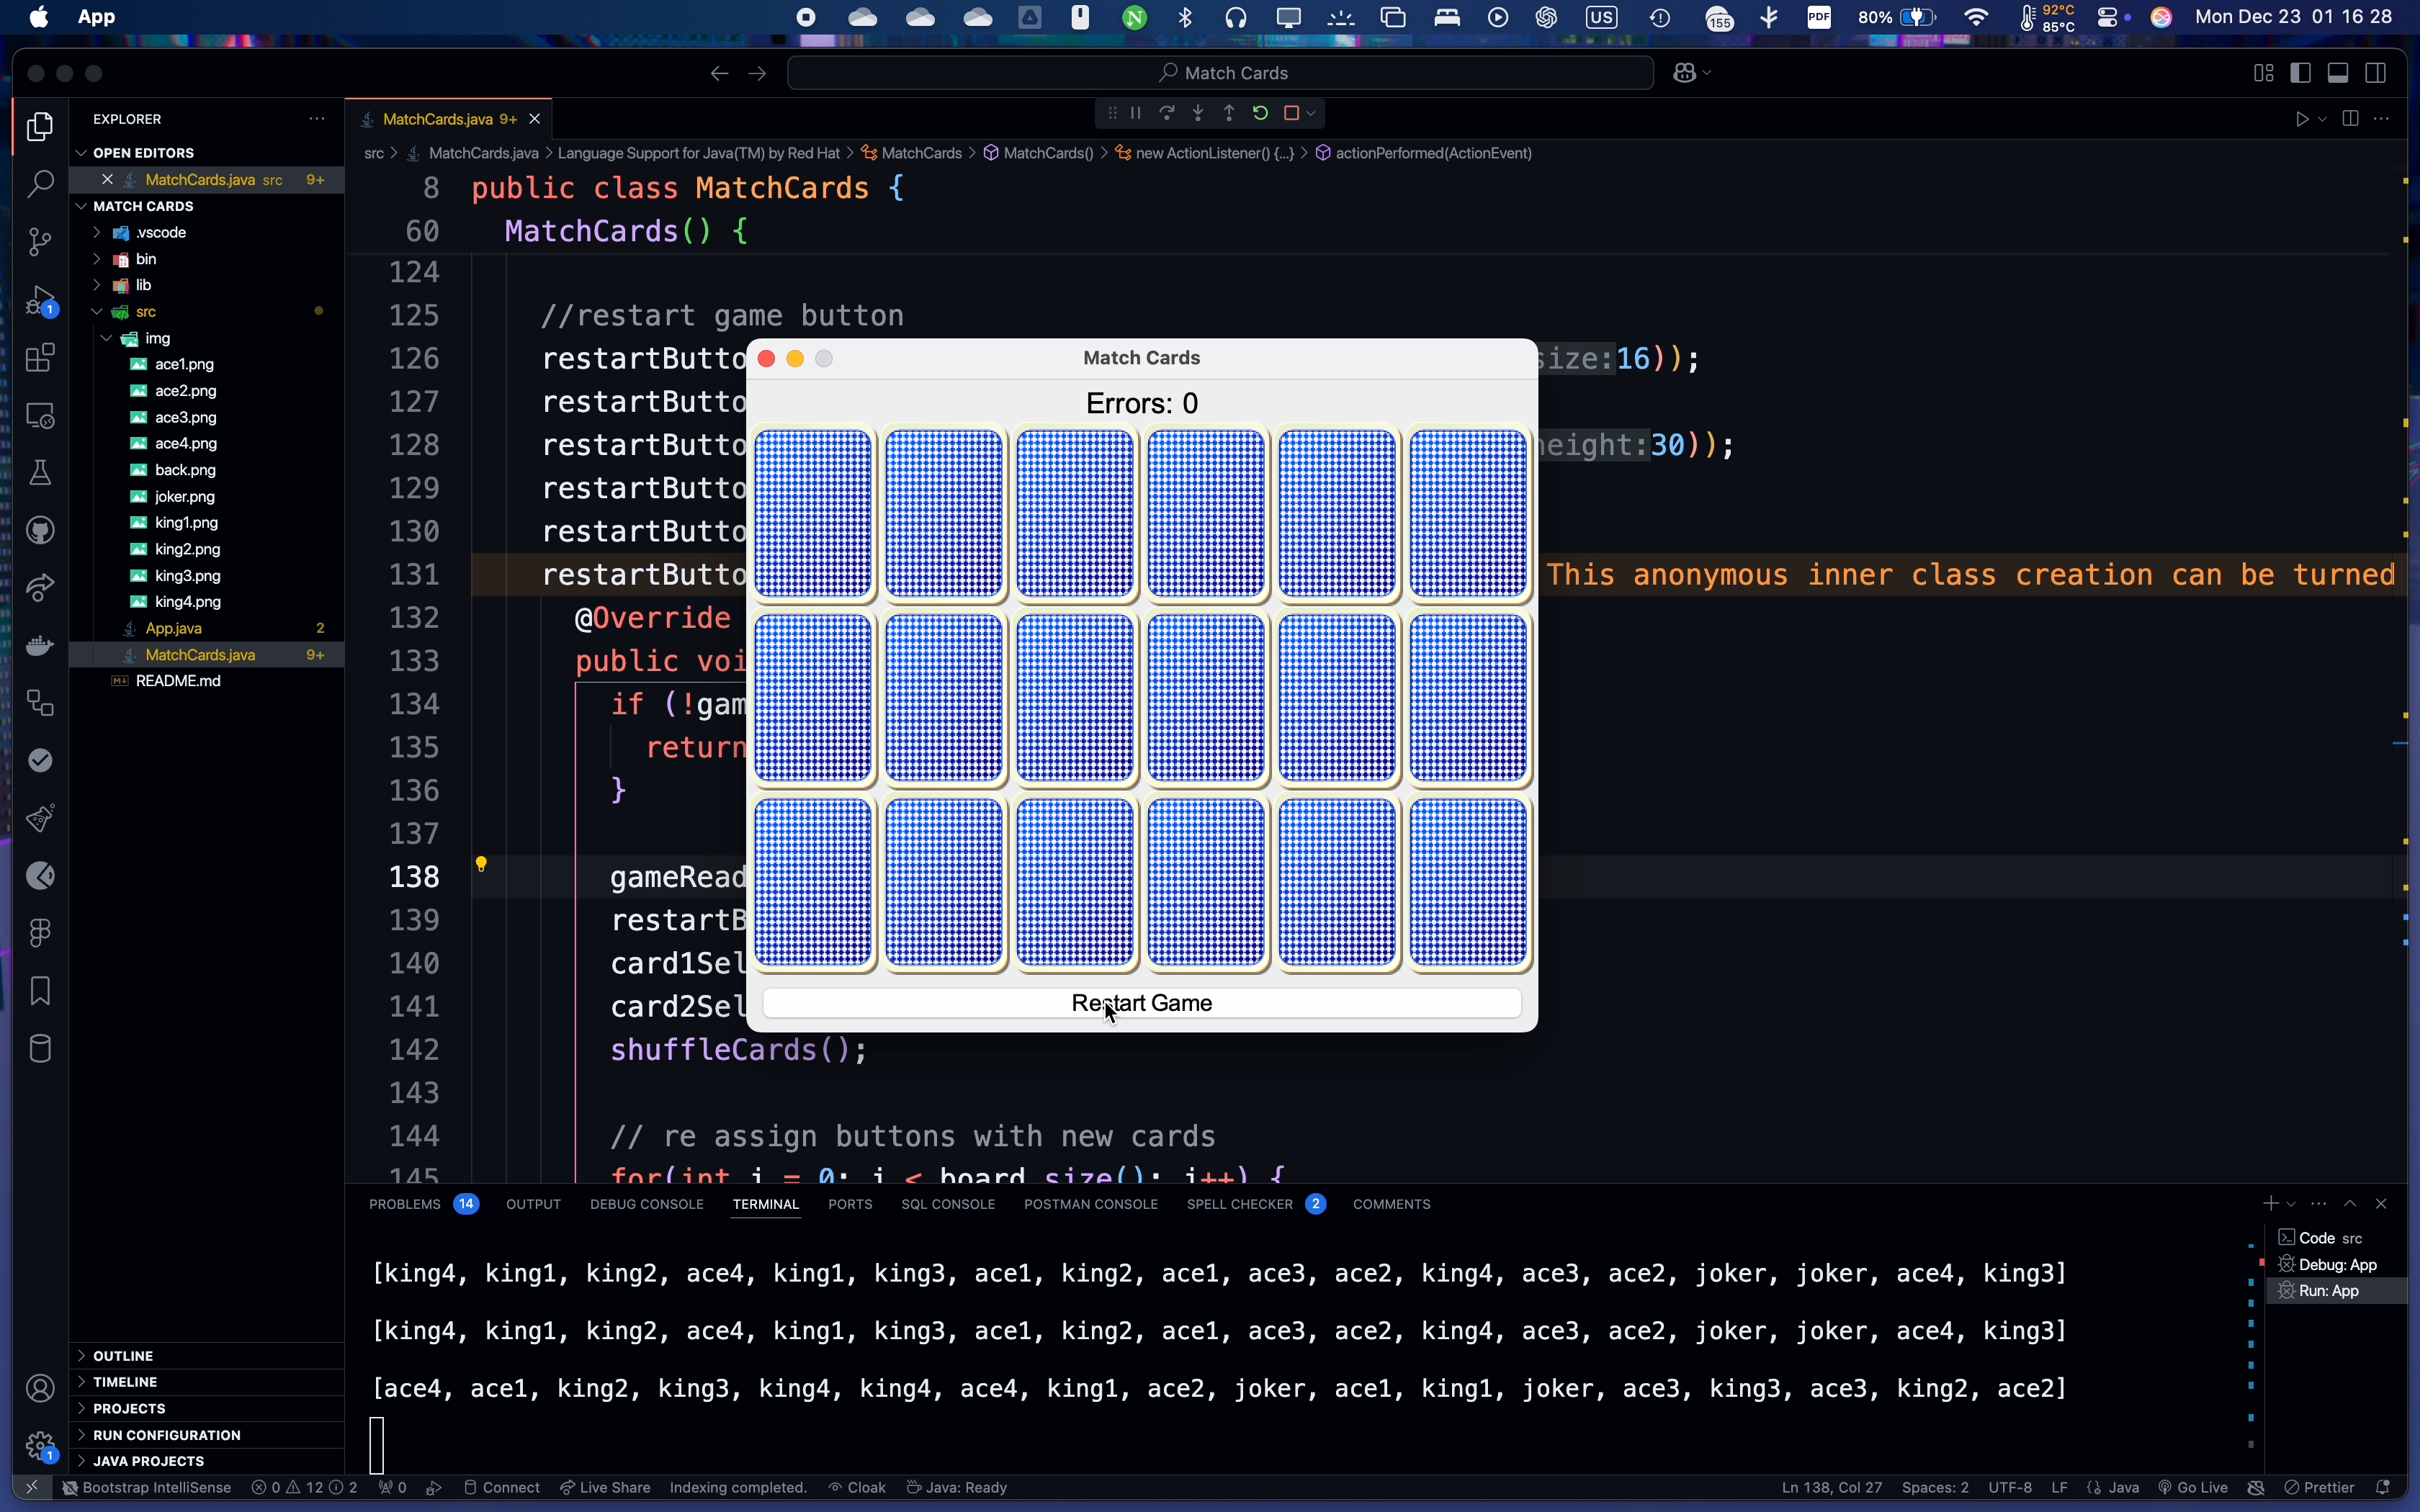 App
N
US
155
PDF
80%
92°C
85°C
Mon Dec 23 01 16 28
Match Cards
EXPLORER
OPEN EDITORS
MatchCards.java src 9+
MATCH CARDS
.vscode
bin
lib
src
img
ace1.png
ace2.png
ace3.png
ace4.png
back.png
joker.png
king1.png
king2.png
king3.png
king4.png
App.java 2
MatchCards.java 9+
README.md
OUTLINE
TIMELINE
PROJECTS
RUN CONFIGURATION
JAVA PROJECTS
1
1
MatchCards.java 9+
src > MatchCards.java > Language Support for Java(TM) by Red Hat > MatchCards > MatchCards() > new ActionListener() {...} > actionPerformed(ActionEvent)
8 public class MatchCards {
60 MatchCards() {
124
125 //restart game button
126 restartButto size:16));
127 restartButto
128 restartButto height:30));
129 restartButto
130 restartButto
131 restartButto This anonymous inner class creation can be turned
132 @Override
133 public voi
134 if (!gam
135 return
136 }
137
138 gameRead
139 restartB
140 card1Sel
141 card2Sel
142 shuffleCards();
143
144 // re assign buttons with new cards
145 for(int i = 0; i < board.size(); i++) {
Match Cards
Errors: 0
Restart Game
PROBLEMS 14 OUTPUT DEBUG CONSOLE TERMINAL PORTS SQL CONSOLE POSTMAN CONSOLE SPELL CHECKER 2 COMMENTS
[king4, king1, king2, ace4, king1, king3, ace1, king2, ace1, ace3, ace2, king4, ace3, ace2, joker, joker, ace4, king3]
[king4, king1, king2, ace4, king1, king3, ace1, king2, ace1, ace3, ace2, king4, ace3, ace2, joker, joker, ace4, king3]
[ace4, ace1, king2, king3, king4, king4, ace4, king1, ace2, joker, ace1, king1, joker, ace3, king3, ace3, king2, ace2]
Code src
Debug: App
Run: App
Bootstrap IntelliSense 0 12 2 0 Connect Live Share Indexing completed. Cloak Java: Ready Ln 138, Col 27 Spaces: 2 UTF-8 LF {} Java Go Live Prettier